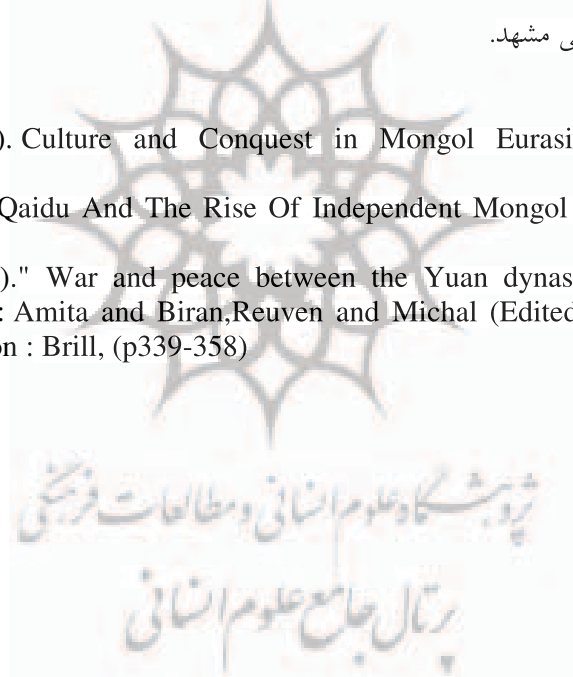 ی مشهد.
). Culture and Conquest in Mongol Eurasi
Qaidu And The Rise Of Independent Mongol
)." War and peace between the Yuan dynas
: Amita and Biran,Reuven and Michal (Edited
on : Brill, (p339-358)
پژوهشگاه علوم انسانی و مطالعات فرهنگی
پرتال جامع علوم انسانی